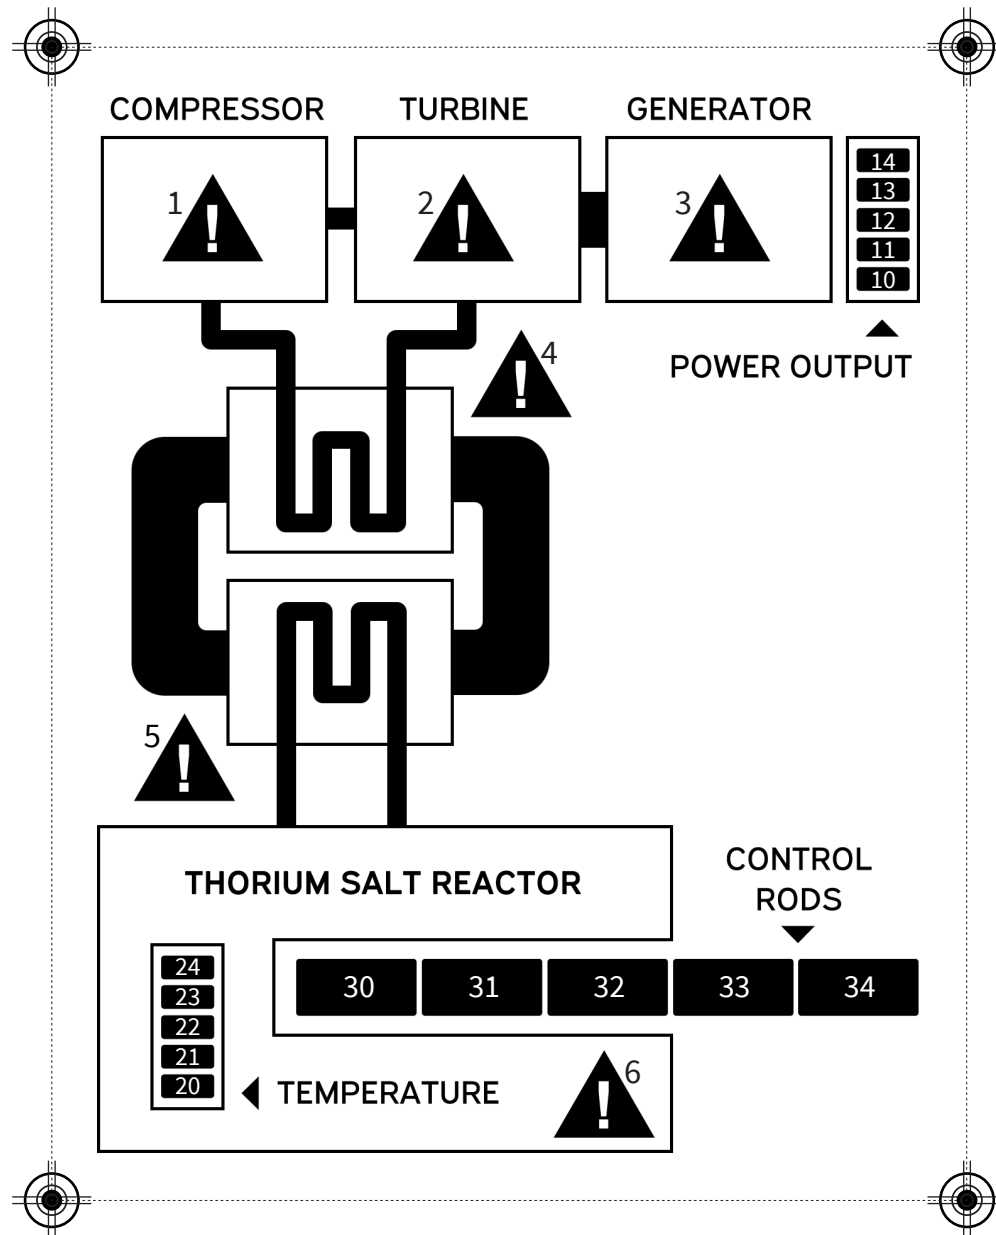 COMPRESSOR TURBINE GENERATOR
1 ! 2 ! 3 !
14
13
12
11
10
4 !
POWER OUTPUT
5 !
THORIUM SALT REACTOR
CONTROL
RODS
24
23
22
21
20
30 31 32 33 34
TEMPERATURE
6 !